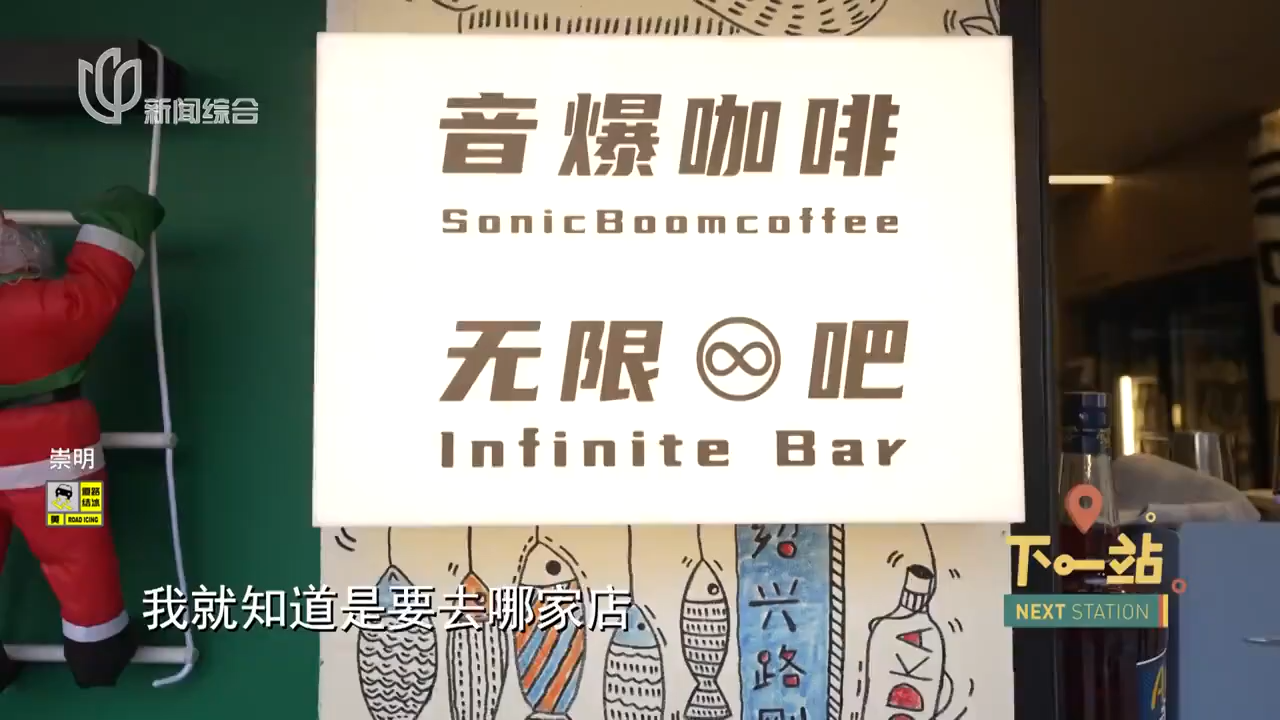 新闻综合
音爆咖啡
SonicBoomcoffee
无限吧
Infinite Bar
崇明
道路
结冰
黄 ROAD ICING
下一站
NEXT STATION
我就知道是要去哪家店
绍兴路